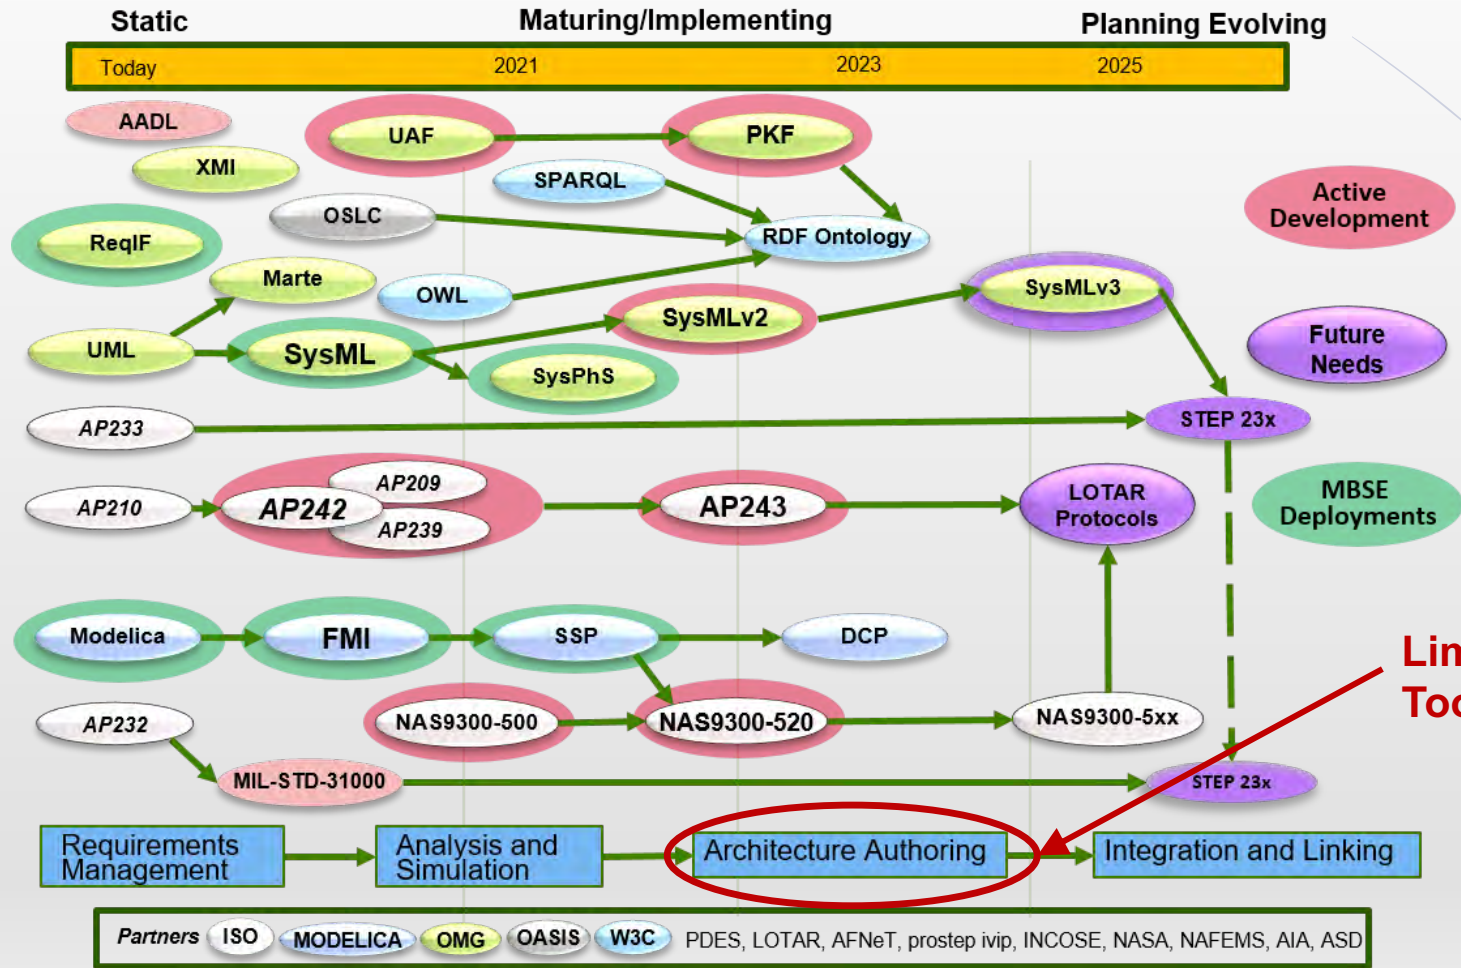 Static
Maturing/Implementing
Planning Evolving
Today
2021
2023
2025
AADL
UAF
PKF
XMI
SPARQL
Active
Development
OSLC
ReqIF
RDF Ontology
Marte
OWL
SysMLv3
SysMLv2
Future
Needs
UML
SysML
SysPhS
STEP 23x
AP233
AP209
AP210
AP242
AP243
LOTAR
Protocols
MBSE
Deployments
AP239
Modelica
FMI
SSP
DCP
AP232
NAS9300-500
NAS9300-520
NAS9300-5xx
MIL-STD-31000
STEP 23x
Requirements
Management
Analysis and
Simulation
Architecture Authoring
Integration and Linking
Partners ISO MODELICA OMG OASIS W3C PDES, LOTAR, AFNeT, prostep ivip, INCOSE, NASA, NAFEMS, AIA, ASD